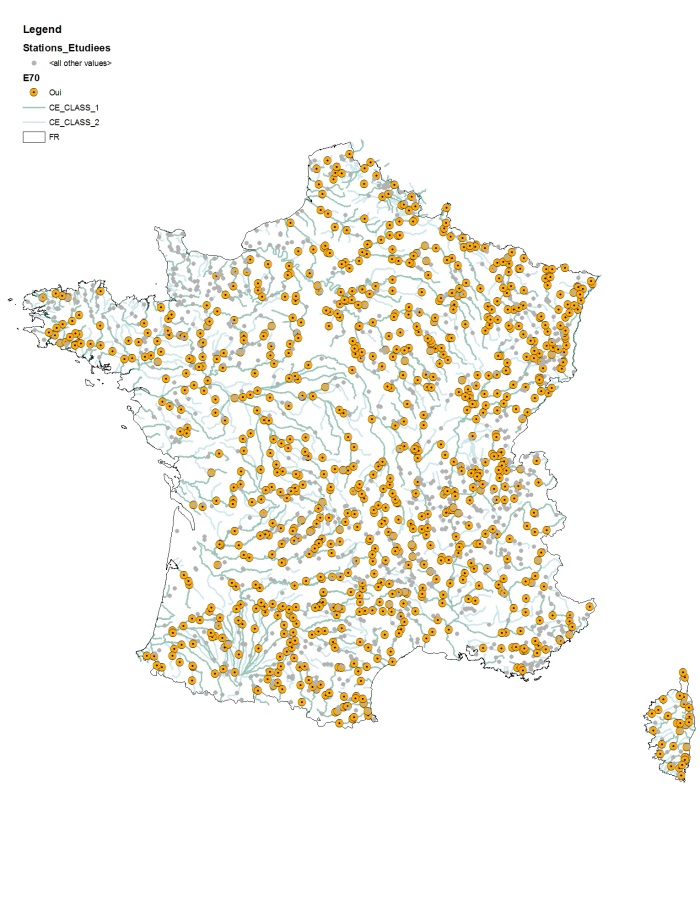 Legend
Stations_Etudiees
<all other values>
E70
Oui
CE_CLASS_1
CE_CLASS_2
FR